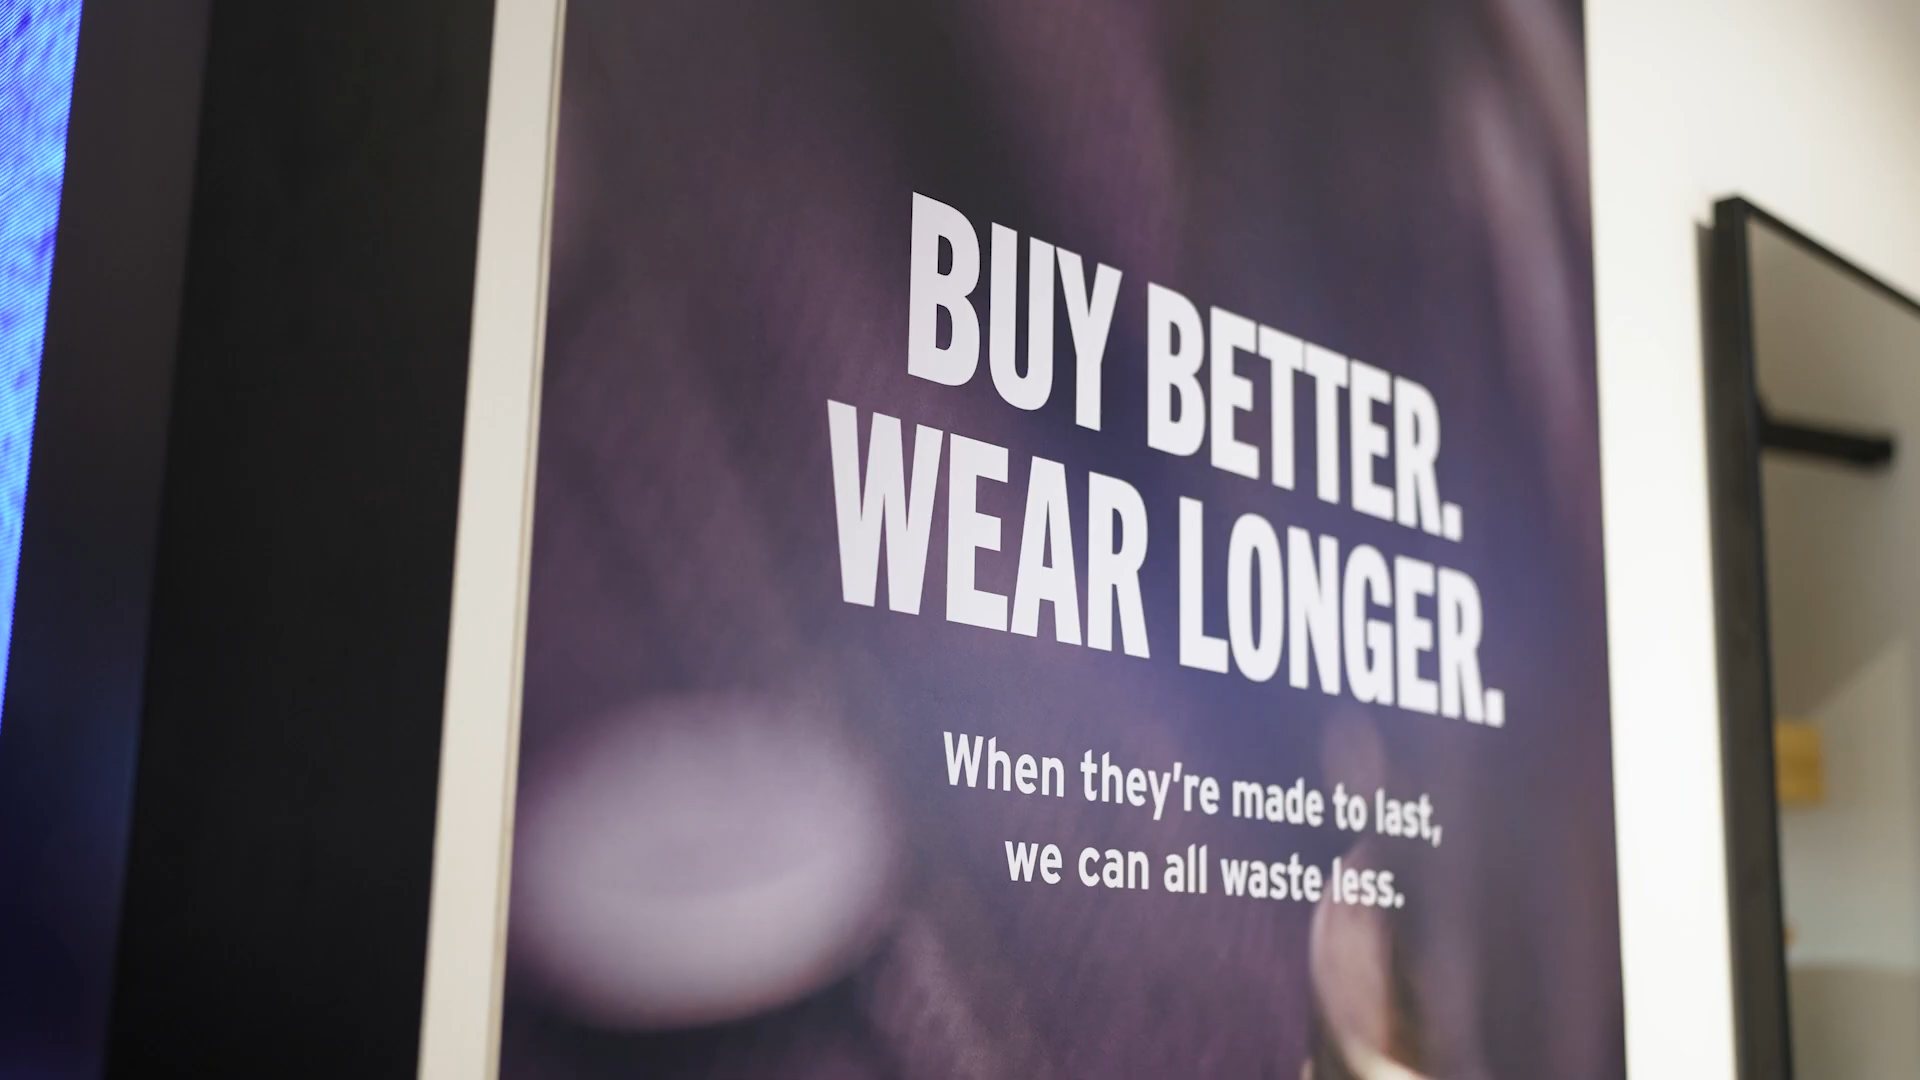 BUY BETTER.
WEAR LONGER.
When they're made to last,
we can all waste less.